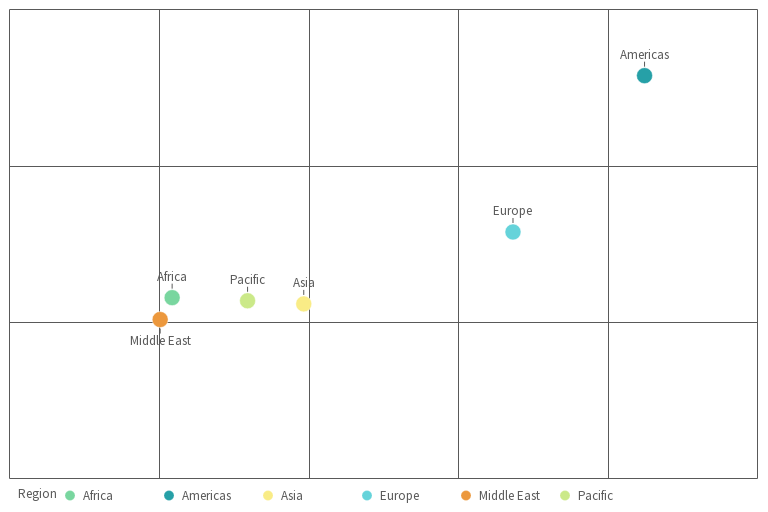 Americas
Europe
Africa
Pacific
Asia
Middle East
Region Africa Americas Asia Europe Middle East Pacific